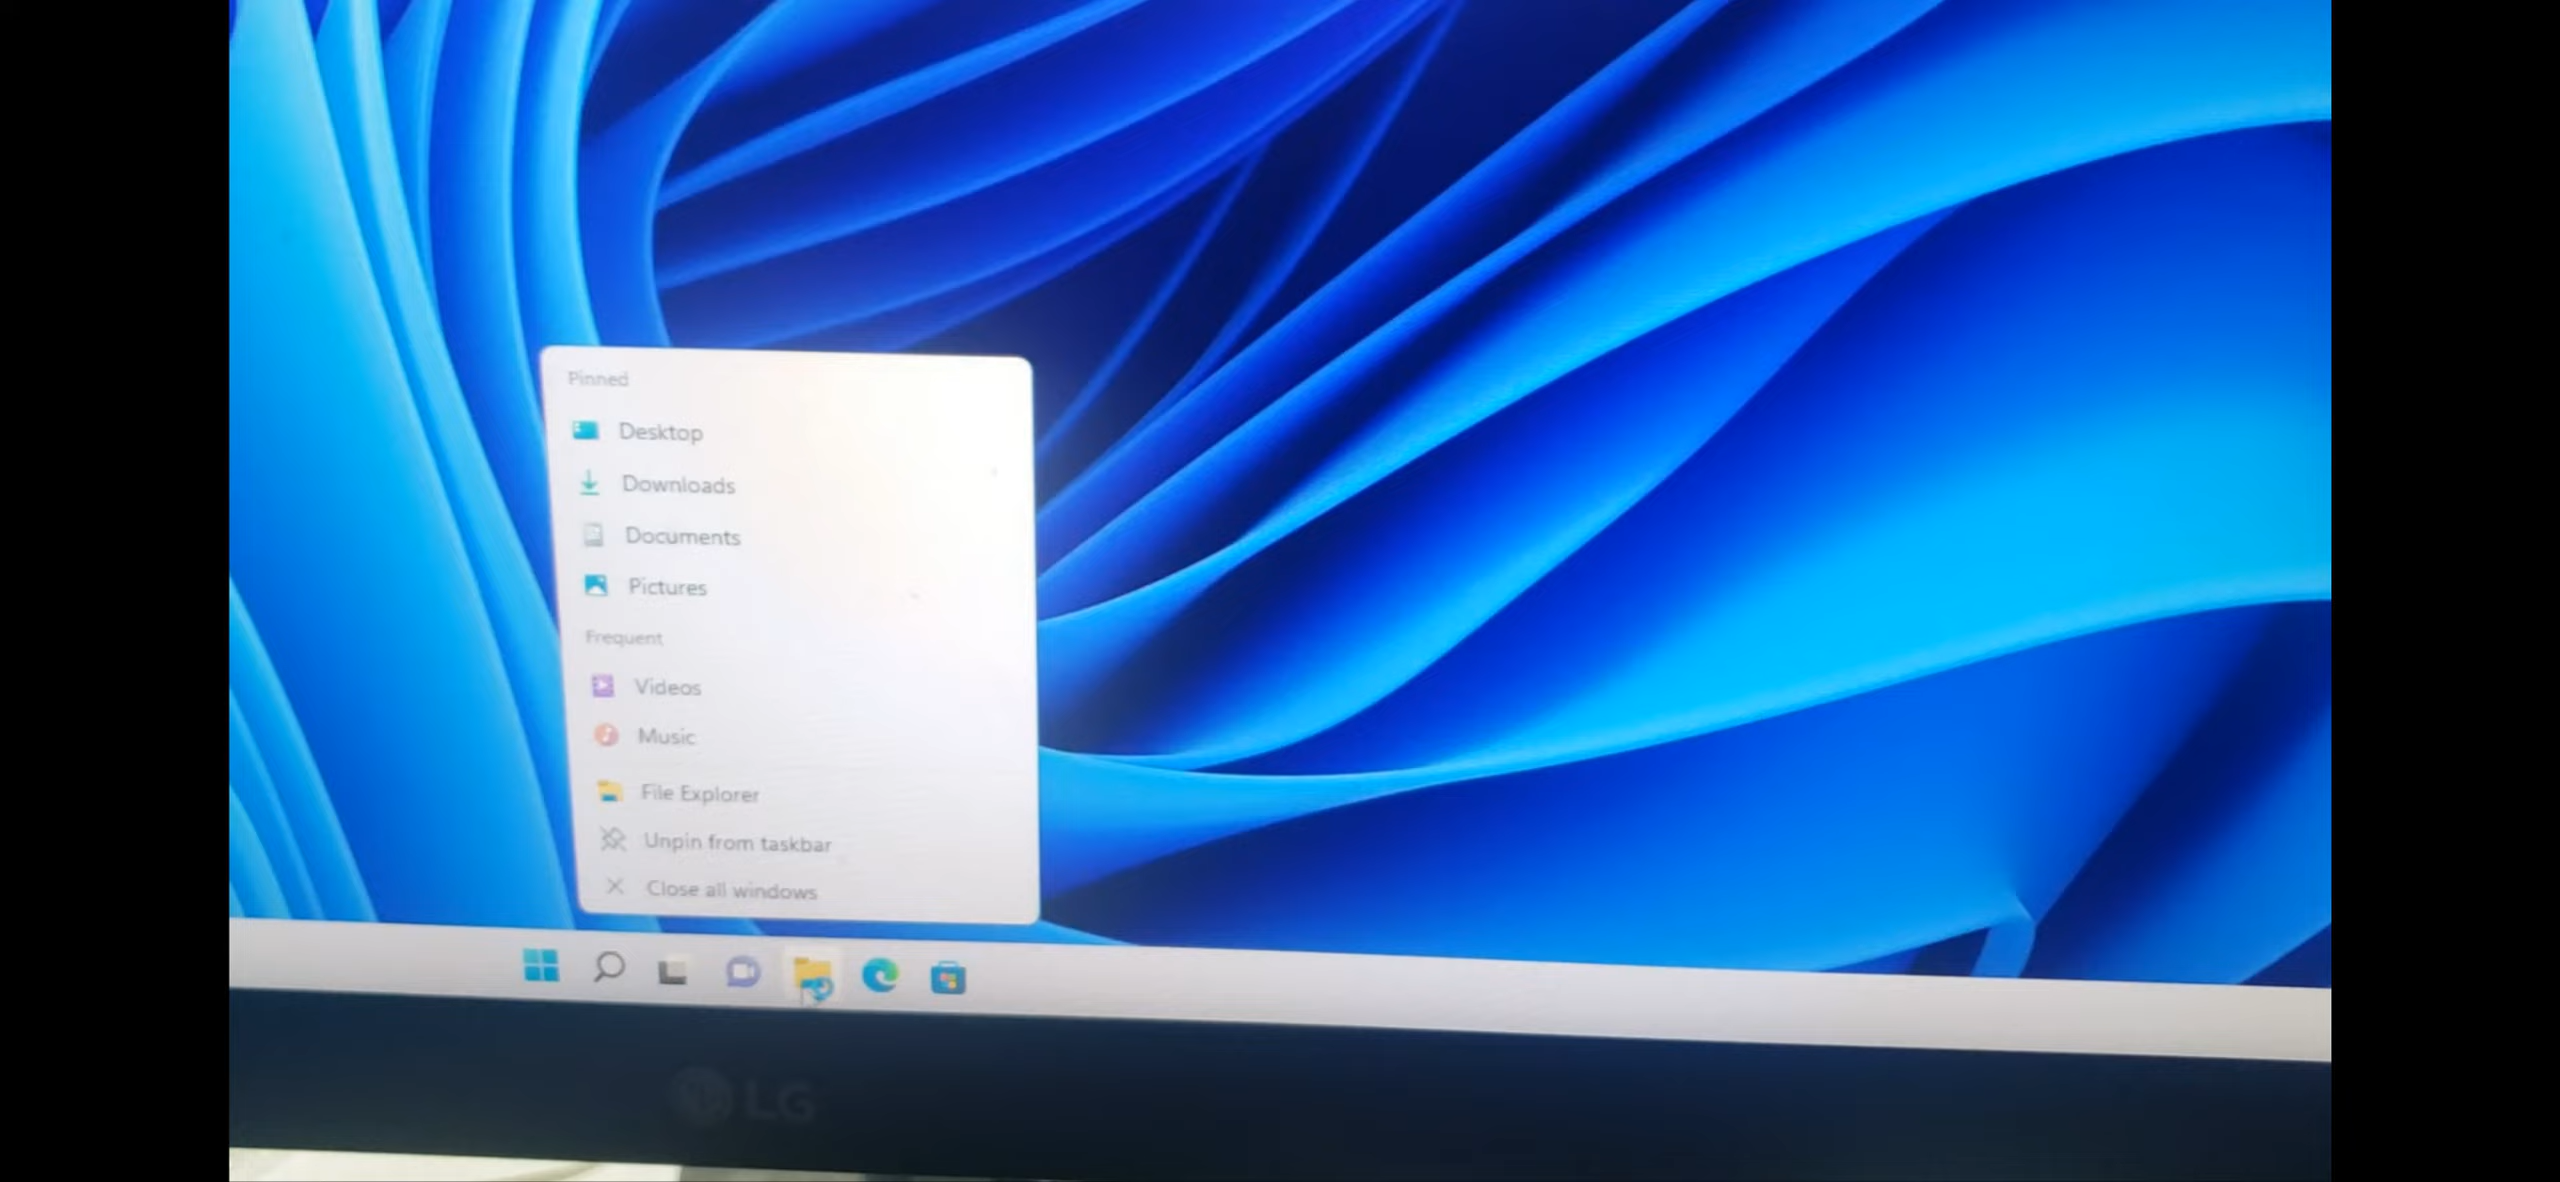 Pinned
Desktop
Downloads
Documents
Pictures
Frequent
Videos
Music
File Explorer
Unpin from taskbar
Close all windows
LG